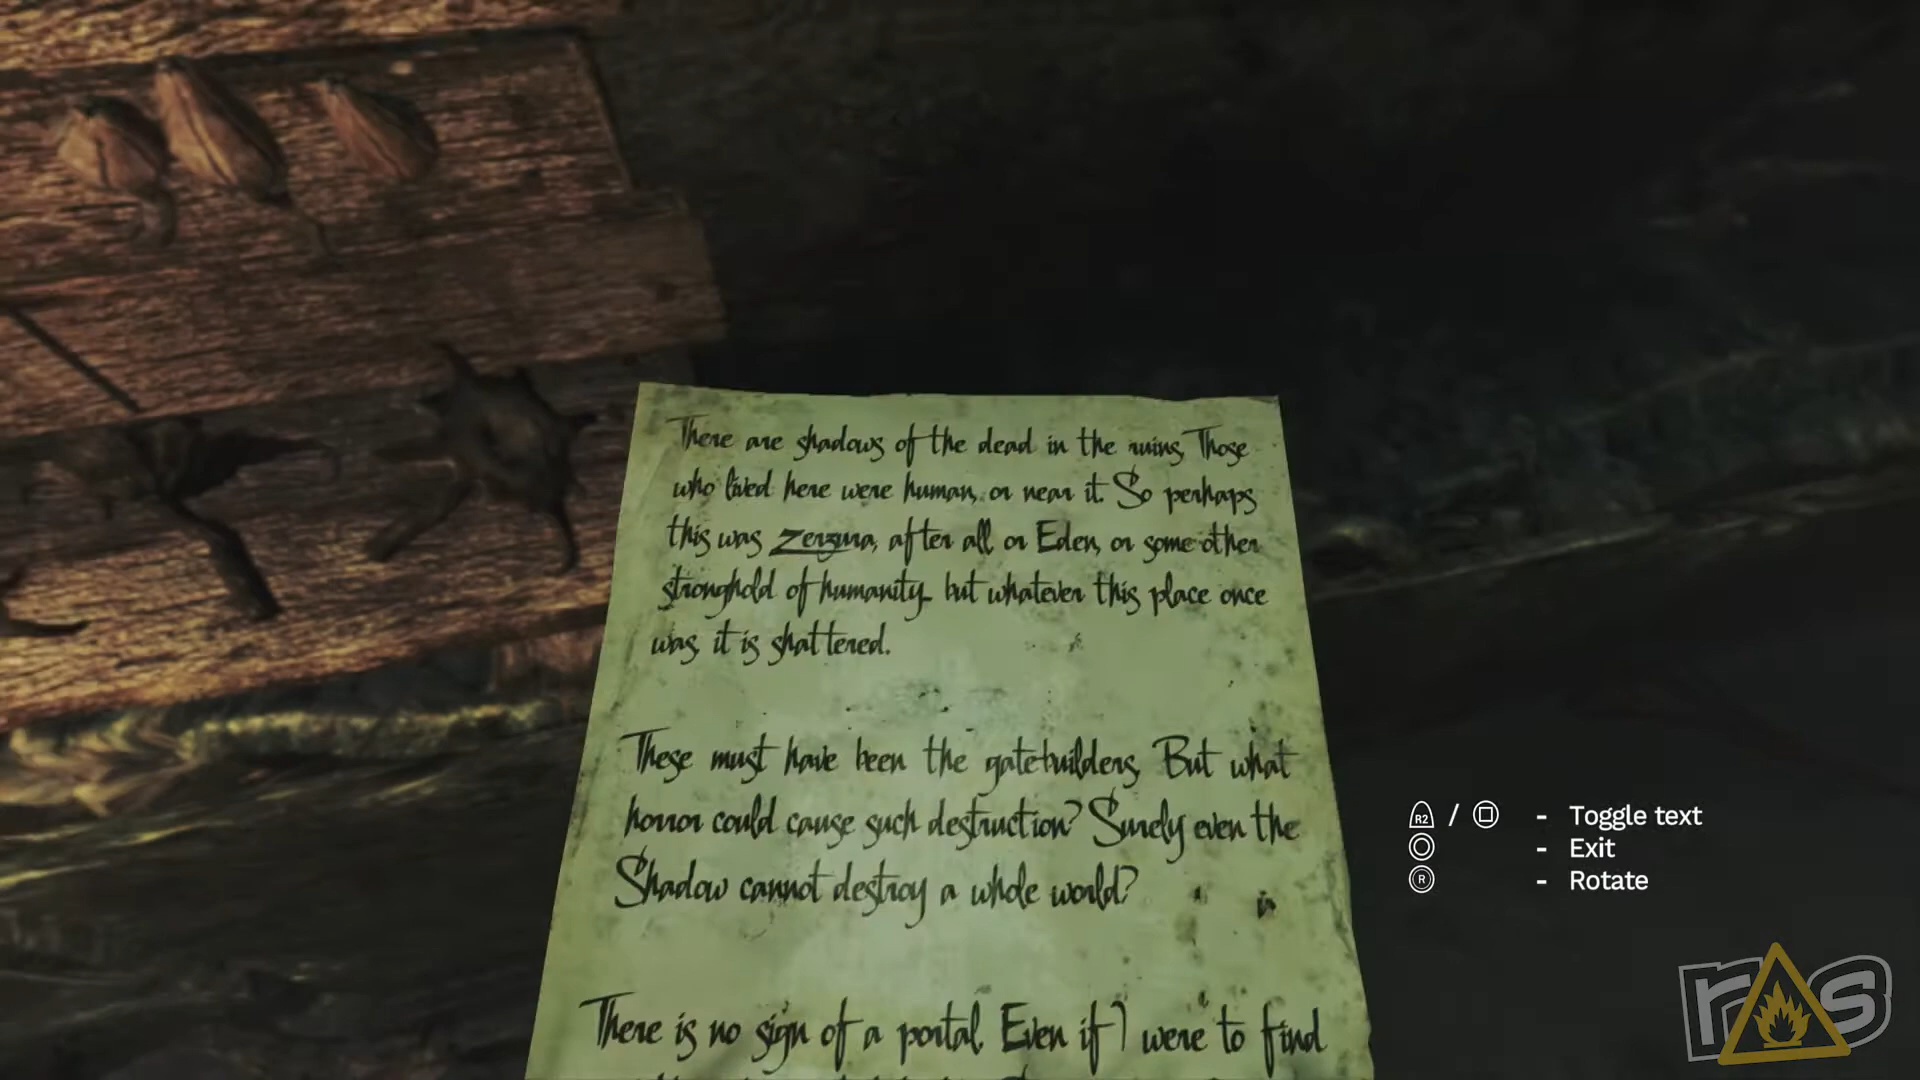 There are shadows of the dead in the ruins. Those
who lived here were human, or near it. So perhaps
this was Zerzura, after all, or Eden, or some other
stronghold of humanity, but whatever this place once
was, it is shattered.
These must have been the gatebuilders. But what
horror could cause such destruction? Surely even the
Shadow cannot destroy a whole world?
There is no sign of a portal. Even if I were to find
R2 / - Toggle text
- Exit
R - Rotate
ras